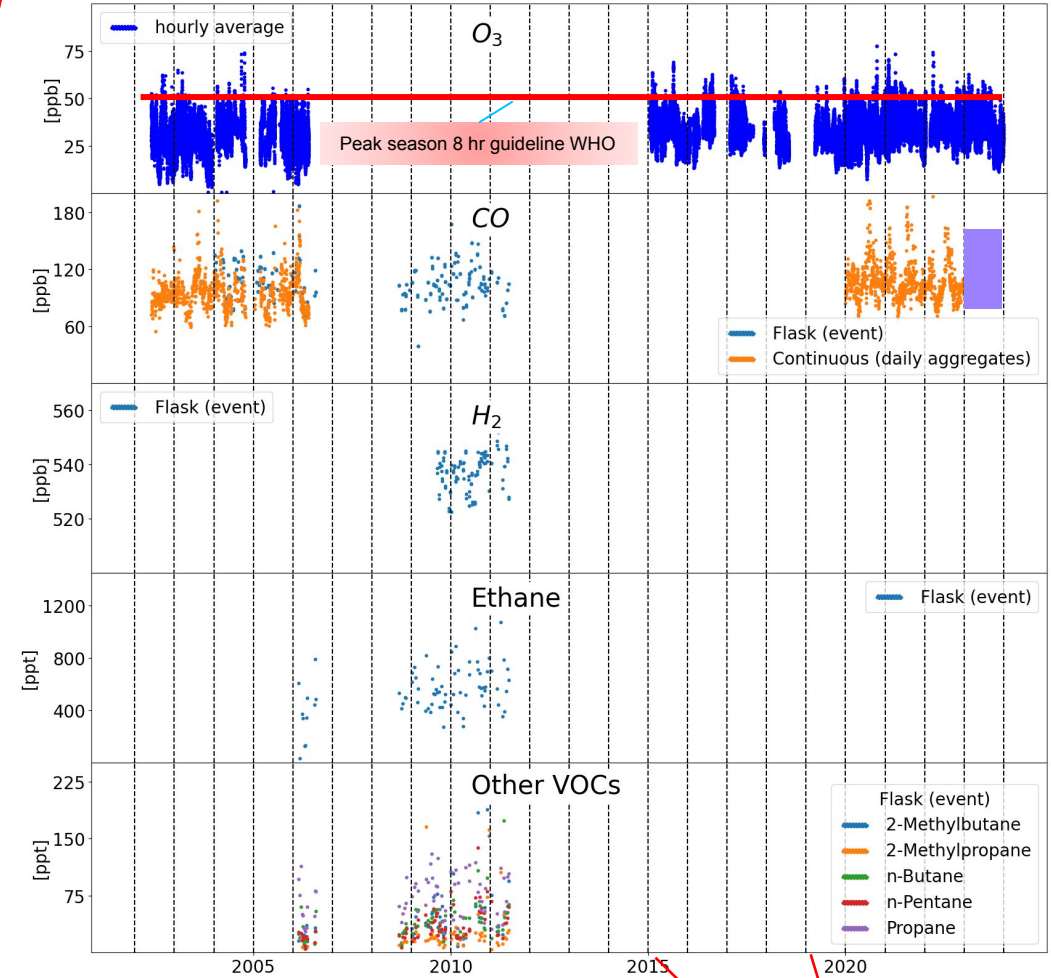 hourly average
O3
75
50
25
[ppb]
Peak season 8 hr guideline WHO
CO
180
120
60
[ppb]
Flask (event)
Continuous (daily aggregates)
Flask (event)
H2
560
540
520
[ppb]
Ethane
Flask (event)
1200
800
400
[ppt]
Other VOCs
225
150
75
[ppt]
Flask (event)
2-Methylbutane
2-Methylpropane
n-Butane
n-Pentane
Propane
2005 2010 2015 2020